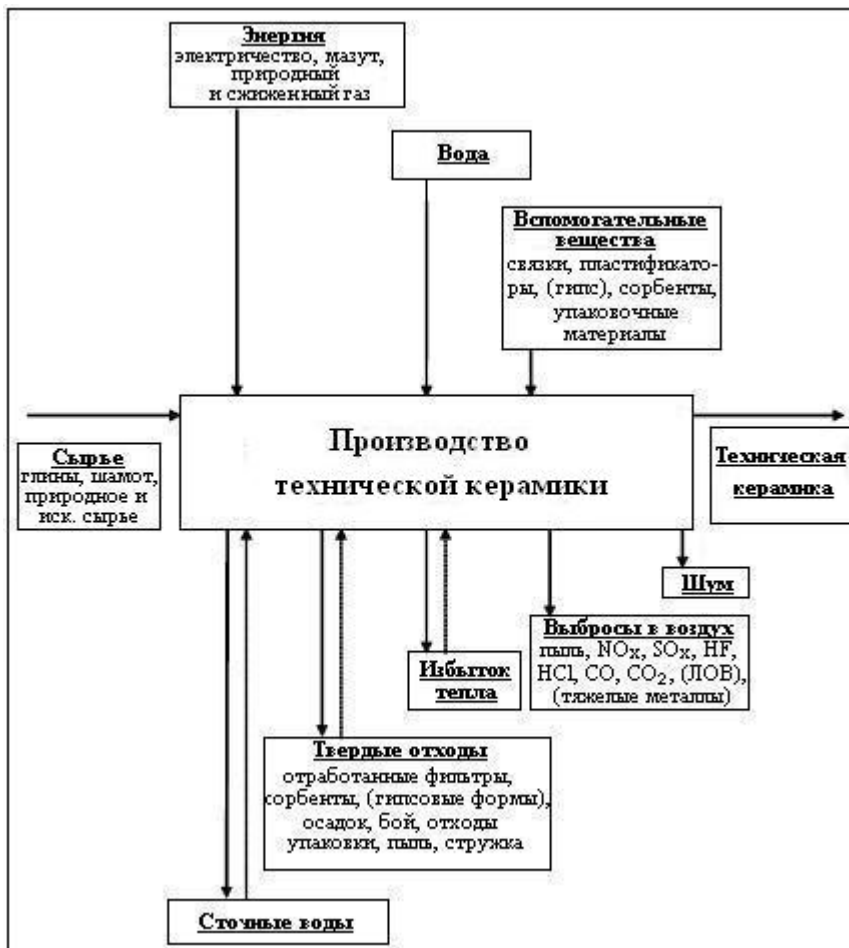 Энергия
электричество, мазут,
природный
и сжиженный газ
Вода
Вспомогательные
вещества
связки, пластификато-
ры, (гипс), сорбенты,
упаковочные
материалы
Сырье
глины, шамот,
природное и
иск. сырье
Производство
технической керамики
Техническая
керамика
Шум
Выбросы в воздух
пыль, NOx, SOx, HF,
HCl, CO, CO₂, (ЛОВ),
(тяжелые металлы)
Избыток
тепла
Твердые отходы
отработанные фильтры,
сорбенты, (гипсовые формы),
осадок, бой, отходы
упаковки, пыль, стружка
Сточные воды